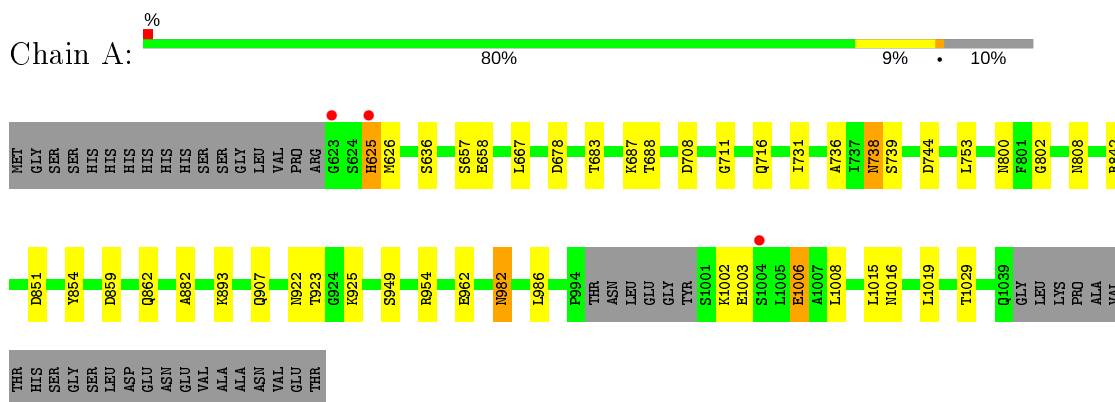 %
Chain A:
80% 9% • 10%
MET GLY SER SER HIS HIS HIS HIS HIS HIS SER SER GLY LEU VAL PRO ARG G623 S624 H625 M626 S636 S657 E658 L667 D678 T683 K687 T688 D708 G711 Q716 I731 A736 I737 N738 S739 D744 L753 N800 F801 G802 N808
D851 Y854 D859 Q862 A882 K893 Q907 N922 T923 G924 K925 S949 R954 E962 N982 L986 P994 THR ASN LEU GLU GLY TYR S1001 K1002 E1003 S1004 L1005 E1006 A1007 L1008 L1015 N1016 L1019 T1029 Q1039 GLY LEU LYS PRO ALA VAL
THR HIS SER GLY SER LEU ASP GLU ASN GLU VAL ALA ALA ASN VAL GLU THR